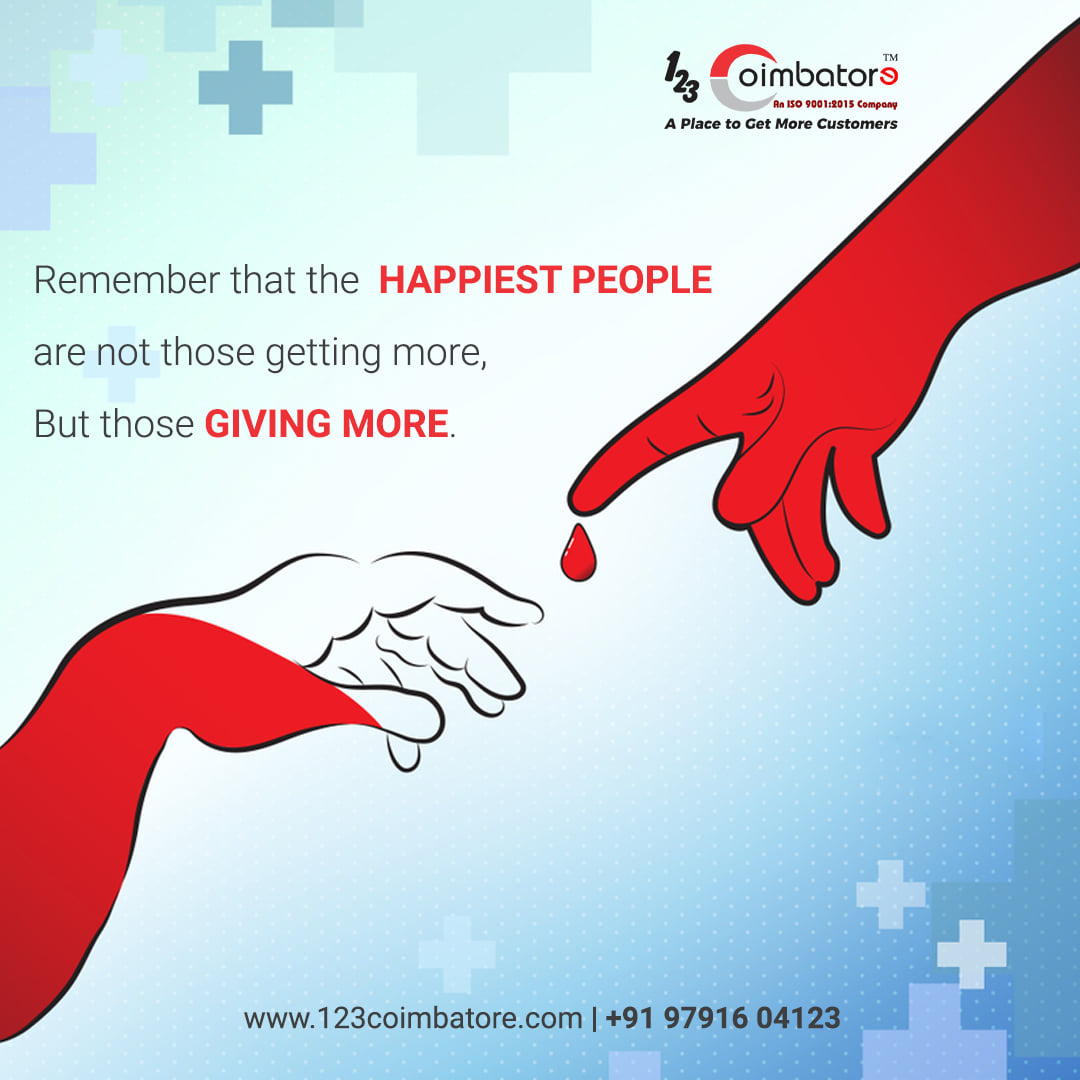 123 Coimbatore™
An ISO 9001:2015 Company
A Place to Get More Customers
Remember that the HAPPIEST PEOPLE
are not those getting more,
But those GIVING MORE.
www.123coimbatore.com | +91 97916 04123